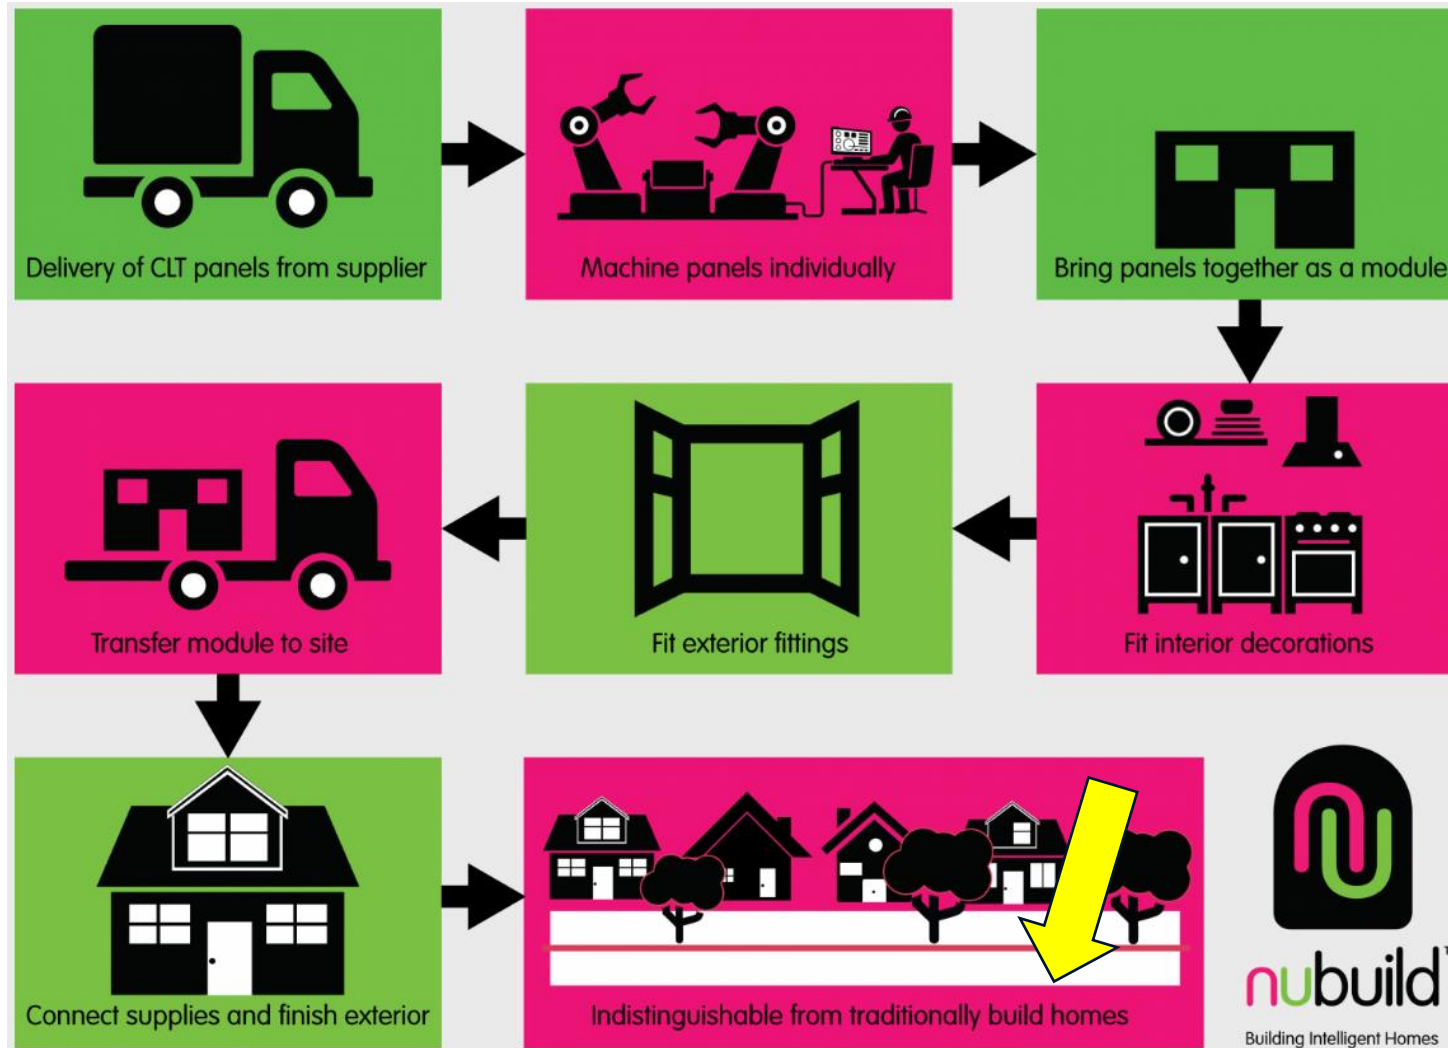 Delivery of CLT panels from supplier
Machine panels individually
Bring panels together as a module
Transfer module to site
Fit exterior fittings
Fit interior decorations
Connect supplies and finish exterior
Indistinguishable from traditionally build homes
nubuild
Building Intelligent Homes